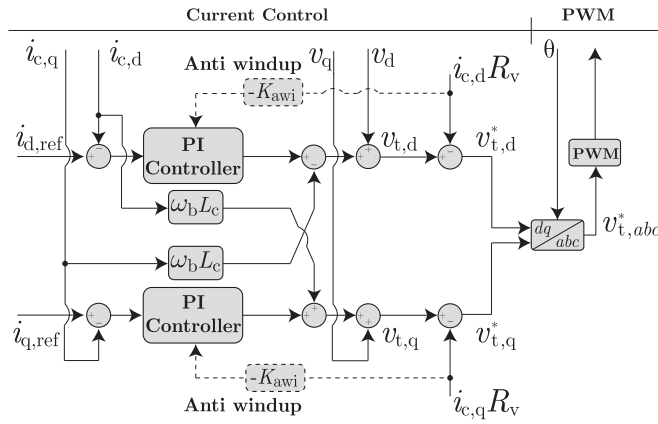 Current Control
PWM
i_c,q
i_c,d
v_q
v_d
θ
Anti windup
i_c,d R_v
-K_awi
i_d,ref
PI
Controller
v_t,d
v*_t,d
PWM
ω_b L_c
v*_t,abc
dq
abc
ω_b L_c
i_q,ref
PI
Controller
v_t,q
v*_t,q
-K_awi
Anti windup
i_c,q R_v